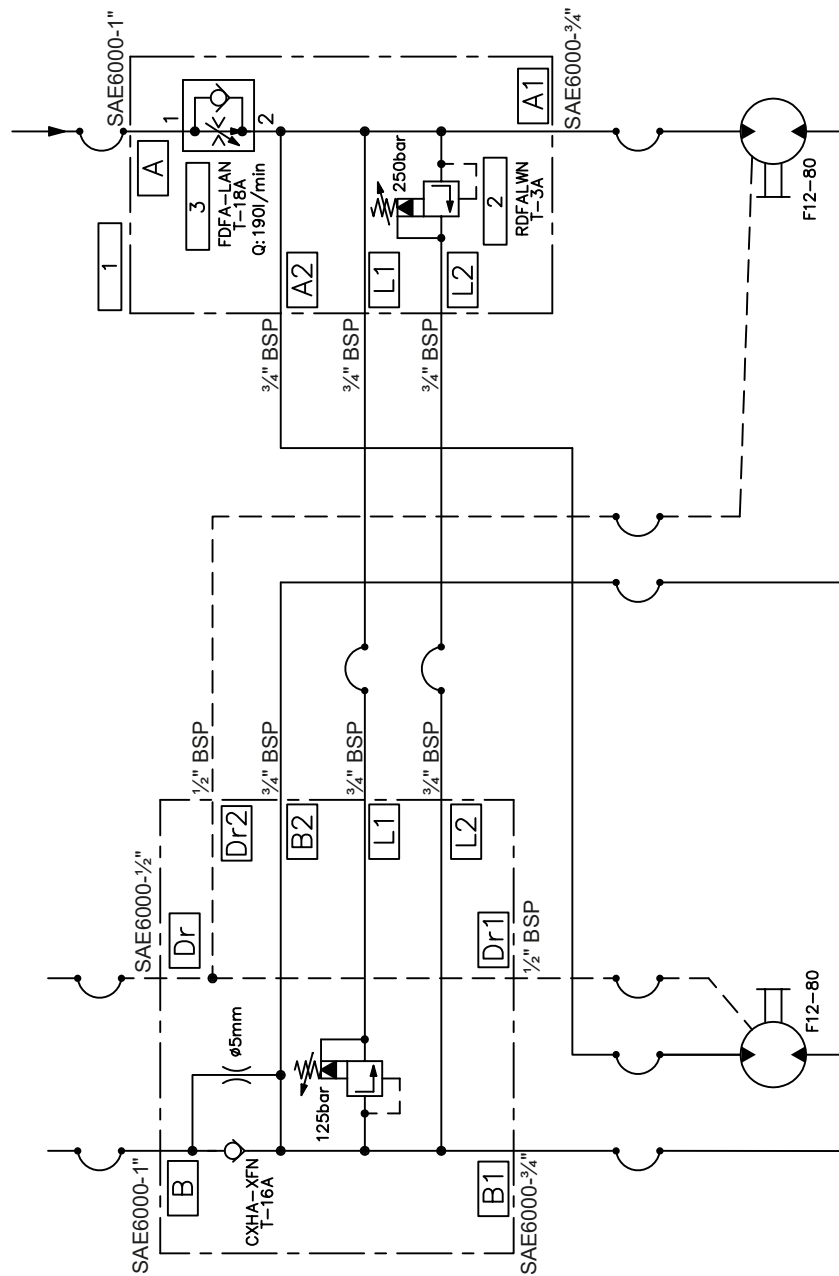 SAE6000-1"
A
1
2
3
FDFA-LAN
T-18A
Q:190l/min
1
A2
L1
L2
250bar
2
RDFALWN
T-3A
A1
SAE6000-¾"
¾" BSP
¾" BSP
¾" BSP
F12-80
½" BSP
¾" BSP
¾" BSP
¾" BSP
SAE6000-½"
Dr
Dr2
B2
L1
L2
Dr1
½" BSP
ø5mm
125bar
SAE6000-1"
B
CXHA-XFN
T-16A
B1
SAE6000-¾"
F12-80